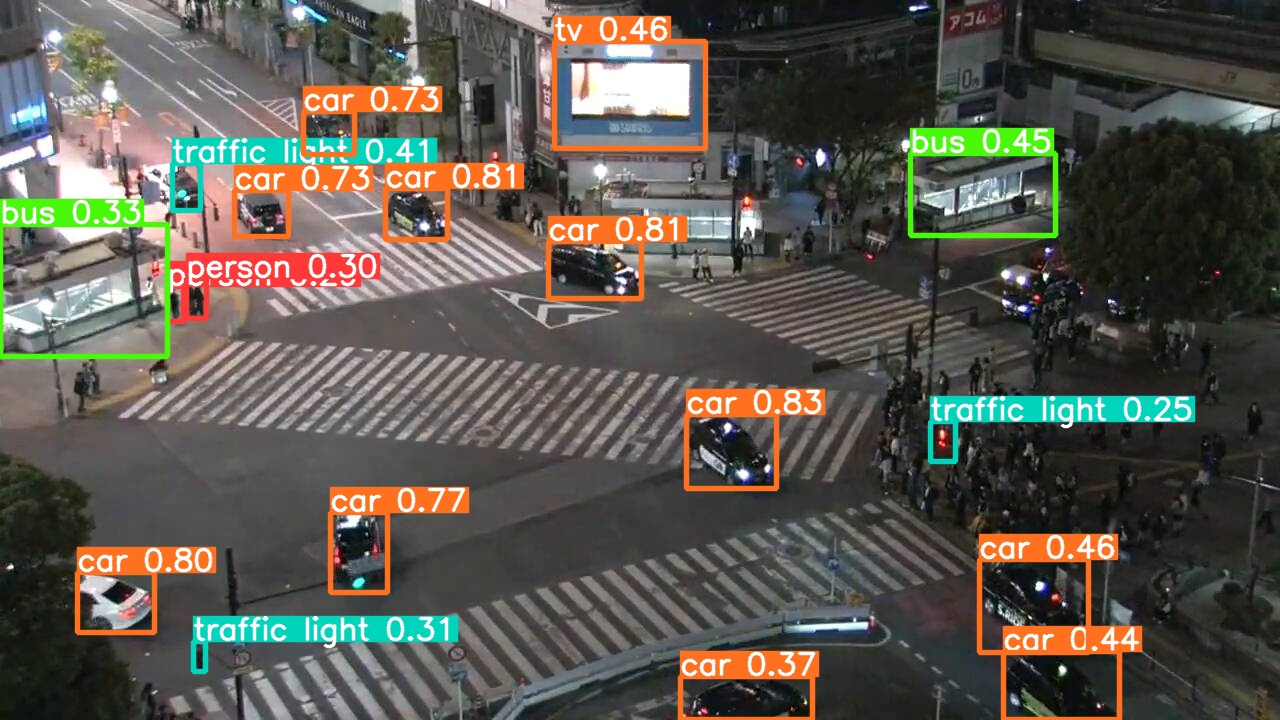 AMERICAN EAGLE
tv 0.46
アコム
car 0.73
bus 0.45
traffic light 0.41
car 0.73
car 0.81
bus 0.33
car 0.81
person 0.30
car 0.83
traffic light 0.25
car 0.77
car 0.80
car 0.46
traffic light 0.31
car 0.44
car 0.37